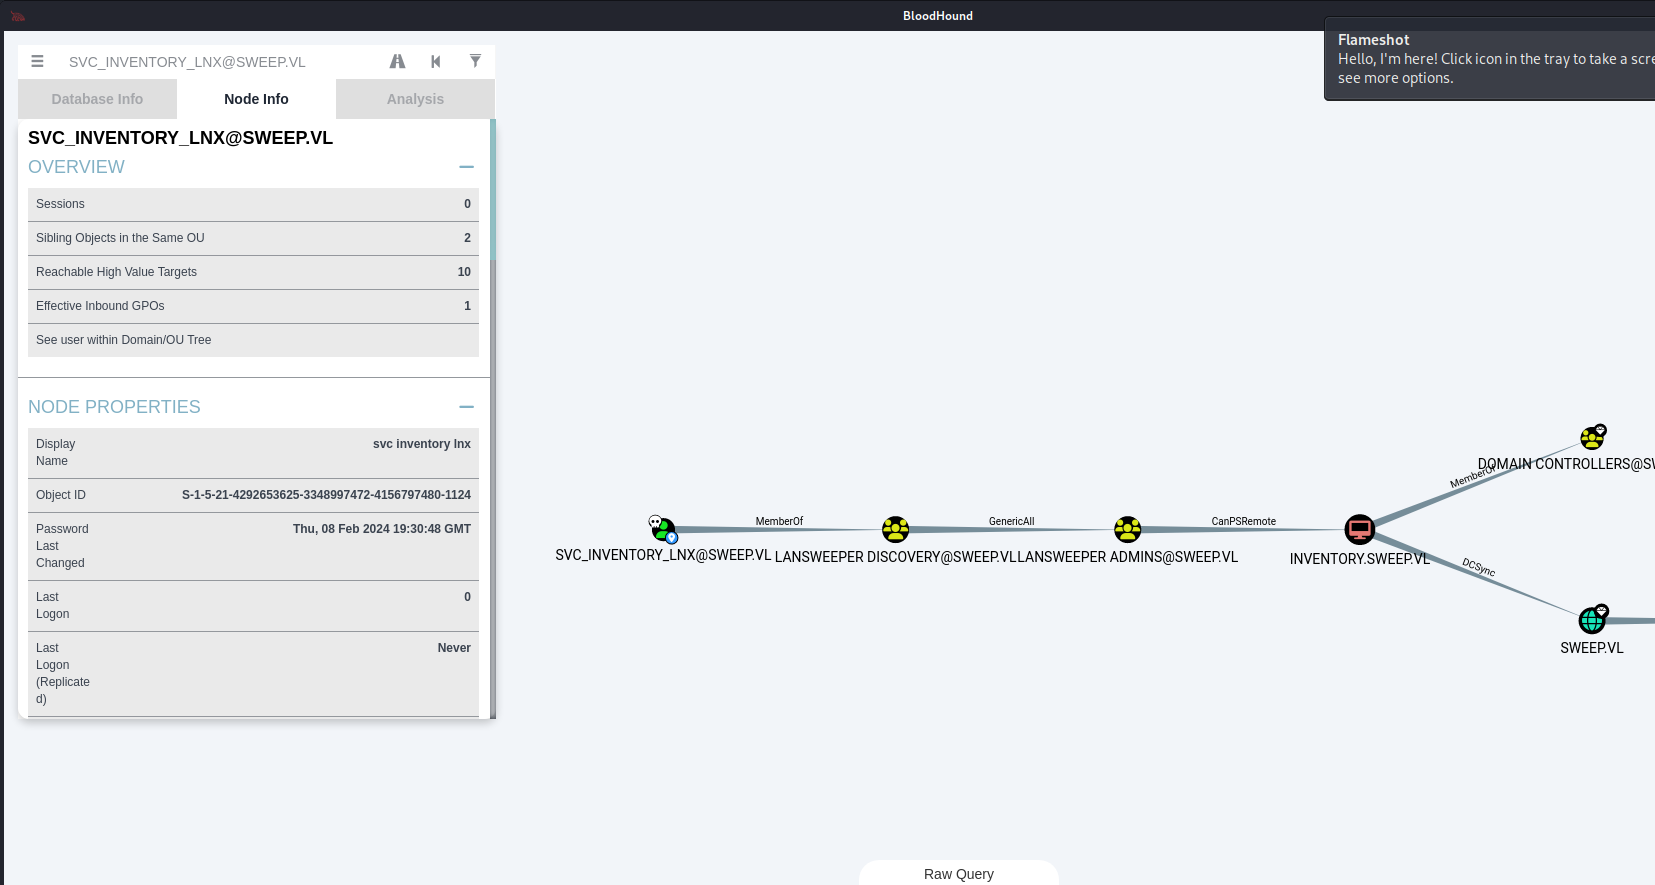 BloodHound
Flameshot
Hello, I'm here! Click icon in the tray to take a scre
see more options.
SVC_INVENTORY_LNX@SWEEP.VL
Database Info
Node Info
Analysis
SVC_INVENTORY_LNX@SWEEP.VL
OVERVIEW
Sessions 0
Sibling Objects in the Same OU 2
Reachable High Value Targets 10
Effective Inbound GPOs 1
See user within Domain/OU Tree
NODE PROPERTIES
Display svc inventory lnx
Name
Object ID S-1-5-21-4292653625-3348997472-4156797480-1124
Password Thu, 08 Feb 2024 19:30:48 GMT
Last
Changed
Last 0
Logon
Last Never
Logon
(Replicate
d)
DOMAIN CONTROLLERS@SW
MemberOf
MemberOf
GenericAll
CanPSRemote
SVC_INVENTORY_LNX@SWEEP.VL
LANSWEEPER DISCOVERY@SWEEP.VL
LANSWEEPER ADMINS@SWEEP.VL
INVENTORY.SWEEP.VL
DCSync
SWEEP.VL
Raw Query